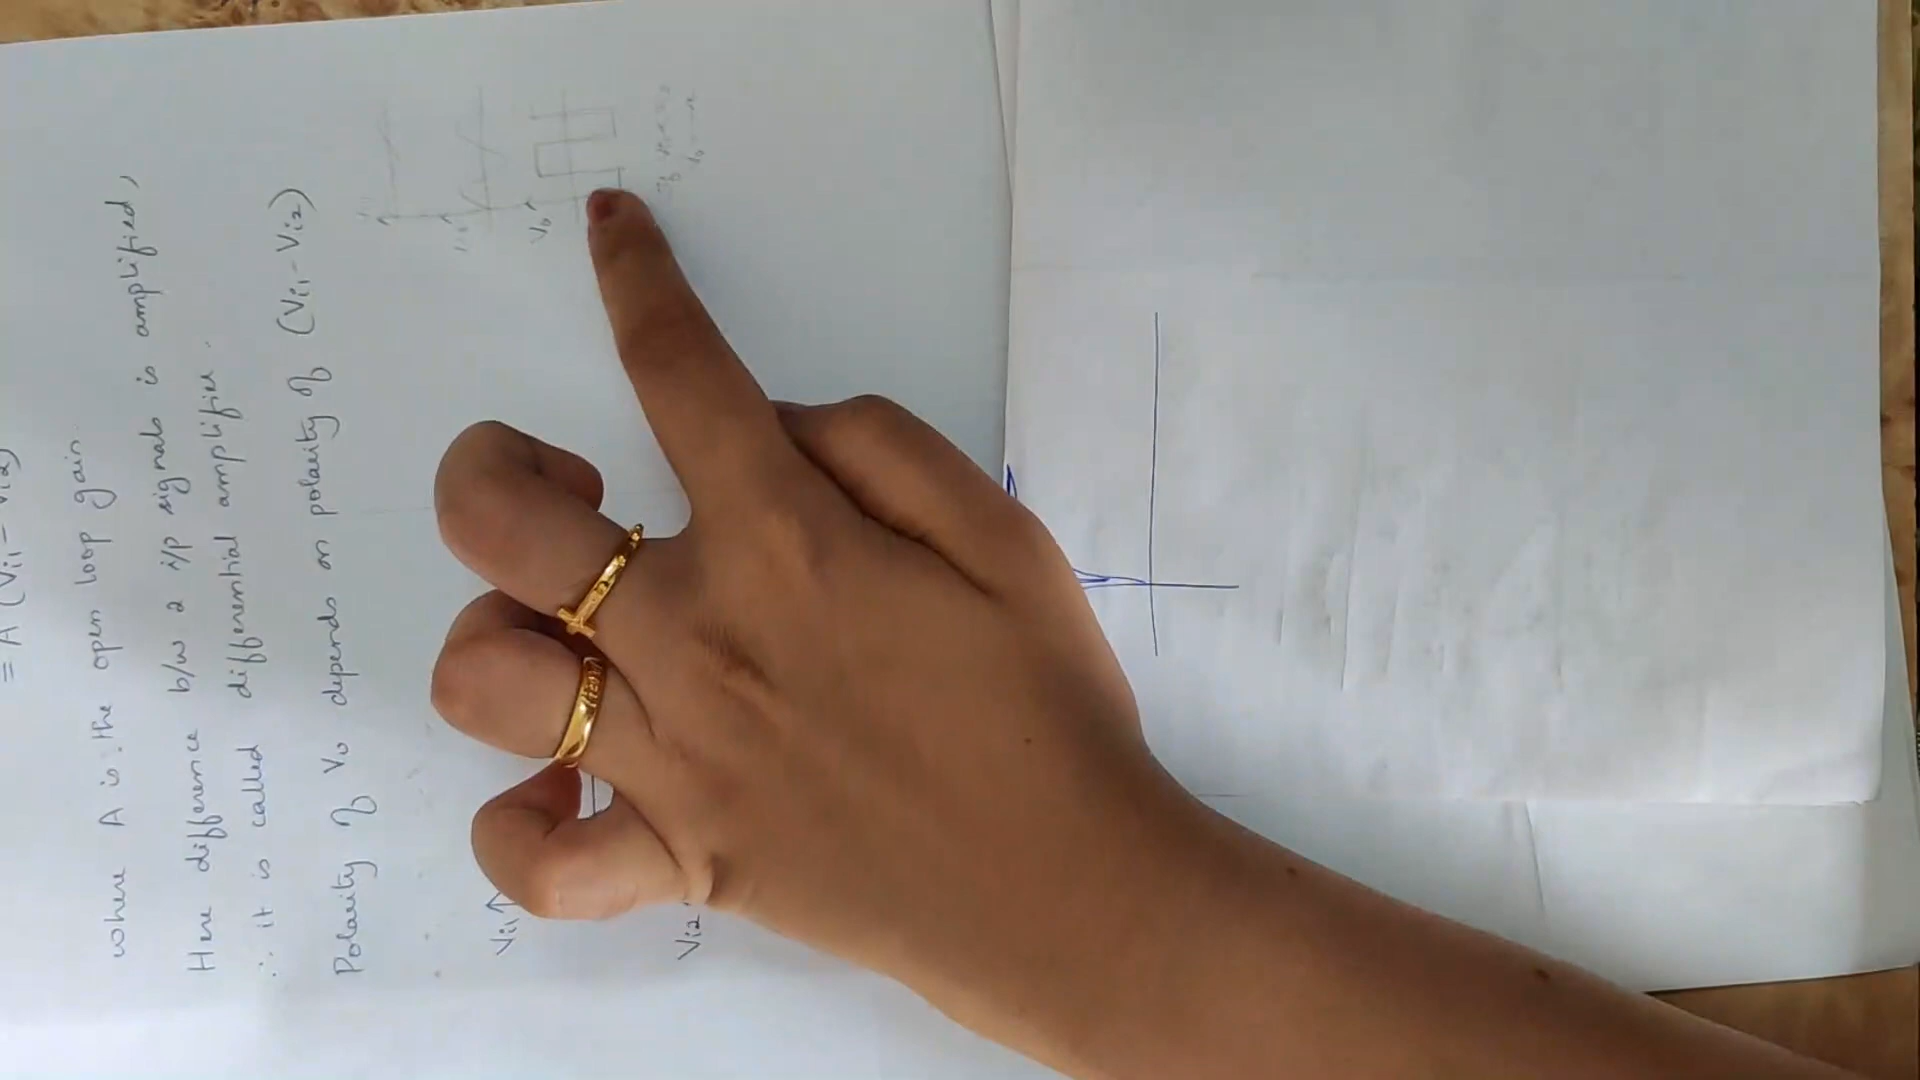 = A (Vi1 - Vi2)
where A is the open loop gain.
Here difference b/w 2 i/p signals is amplified,
∴ it is called differential amplifier.
Polarity of Vo depends on polarity of (Vi1 - Vi2)
Vo
Vi1
Vi2